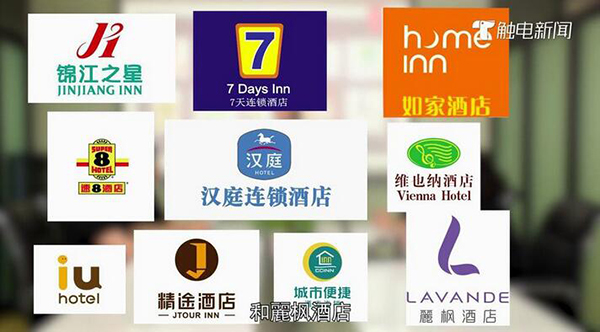 触电新闻
J
锦江之星
JINJIANG INN
7
7 Days Inn
7天连锁酒店
home
inn
如家酒店
SUPER
8
HOTEL
速8酒店
汉庭
HOTEL
汉庭连锁酒店
维也纳酒店
Vienna Hotel
iu
hotel
J
精途酒店
JTOUR INN
INN
CCINN
城市便捷
LAVANDE
麗枫酒店
和麗枫酒店